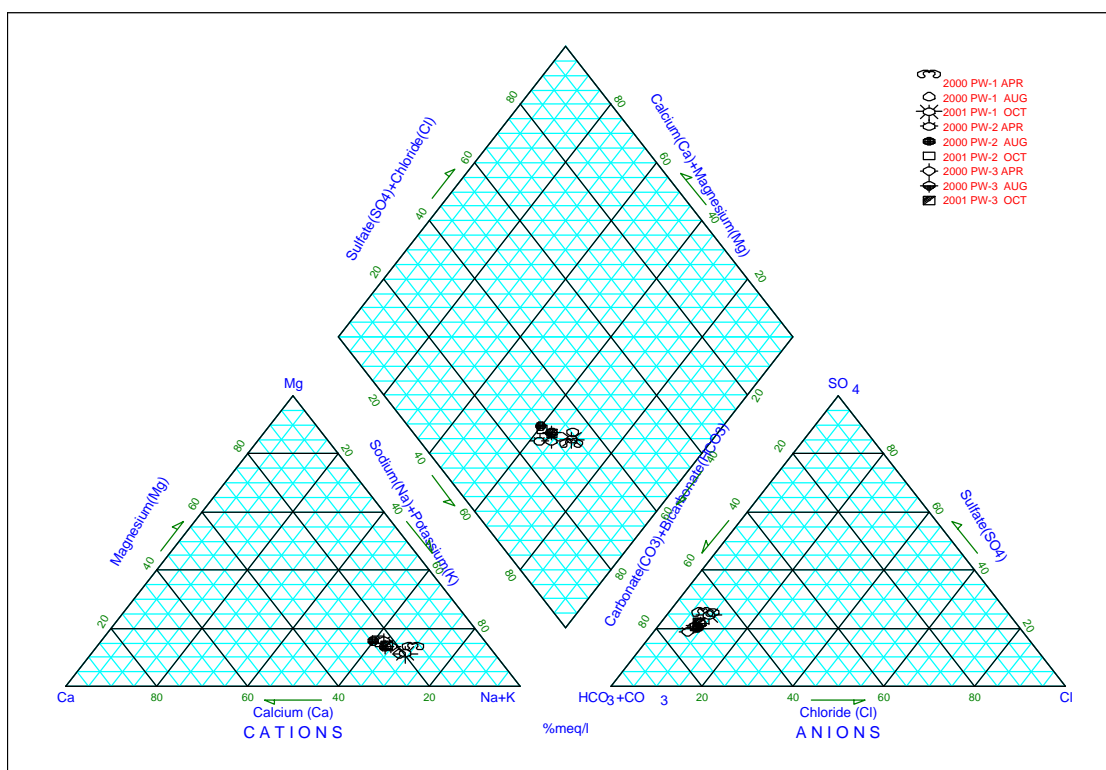 2000 PW-1 APR
2000 PW-1 AUG
2001 PW-1 OCT
2000 PW-2 APR
2000 PW-2 AUG
2001 PW-2 OCT
2000 PW-3 APR
2000 PW-3 AUG
2001 PW-3 OCT
80
60
40
20
Sulfate(SO4)+Chloride(Cl)
80
60
40
20
Calcium(Ca)+Magnesium(Mg)
20
40
60
80
Sodium(Na)+Potassium(K)
20
40
60
80
Carbonate(CO3)+Bicarbonate(HCO3)
Mg
80
60
40
20
Magnesium(Mg)
20
40
60
80
Ca
80
60
40
20
Na+K
Calcium (Ca)
CATIONS
%meq/l
SO 4
40
60
80
80
60
40
20
Sulfate(SO4)
HCO3+CO 3
20
40
60
80
Cl
Chloride (Cl)
ANIONS